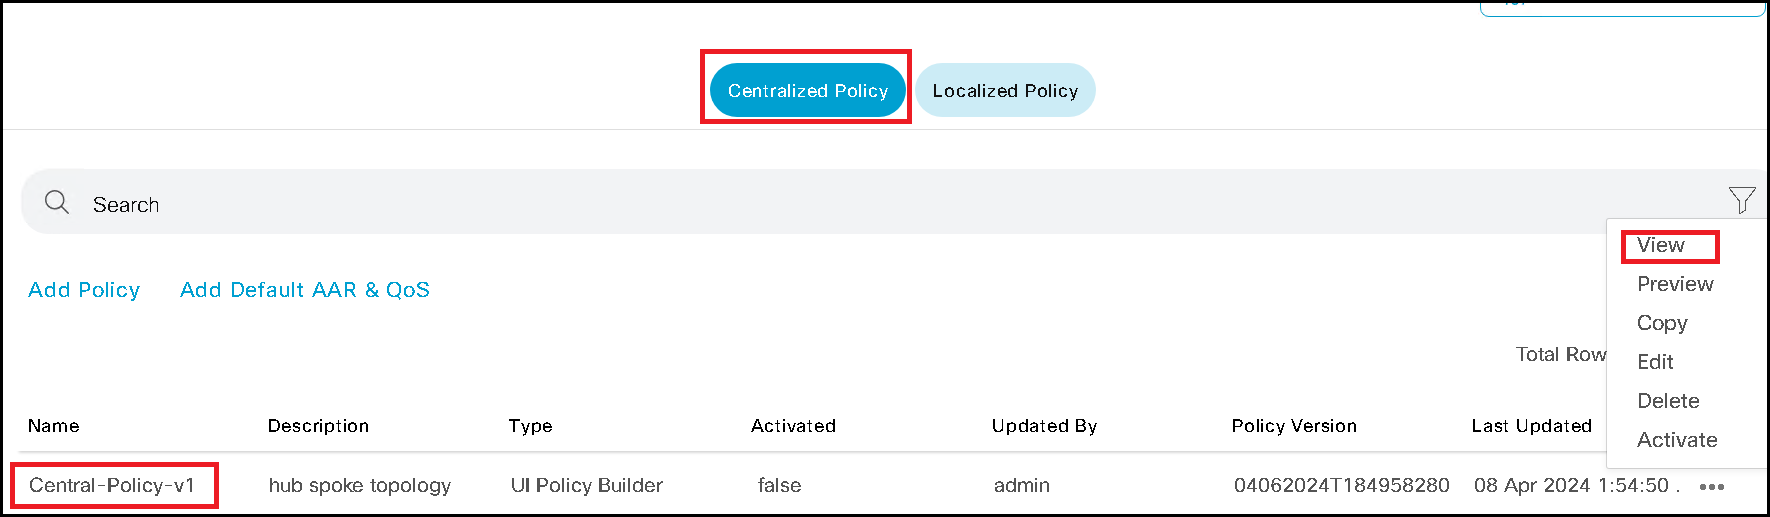 Centralized Policy
Localized Policy
Search
View
Add Policy
Add Default AAR & QoS
Preview
Copy
Total Row
Edit
Delete
Name
Description
Type
Activated
Updated By
Policy Version
Last Updated
Activate
Central-Policy-v1
hub spoke topology
UI Policy Builder
false
admin
04062024T184958280
08 Apr 2024 1:54:50 .